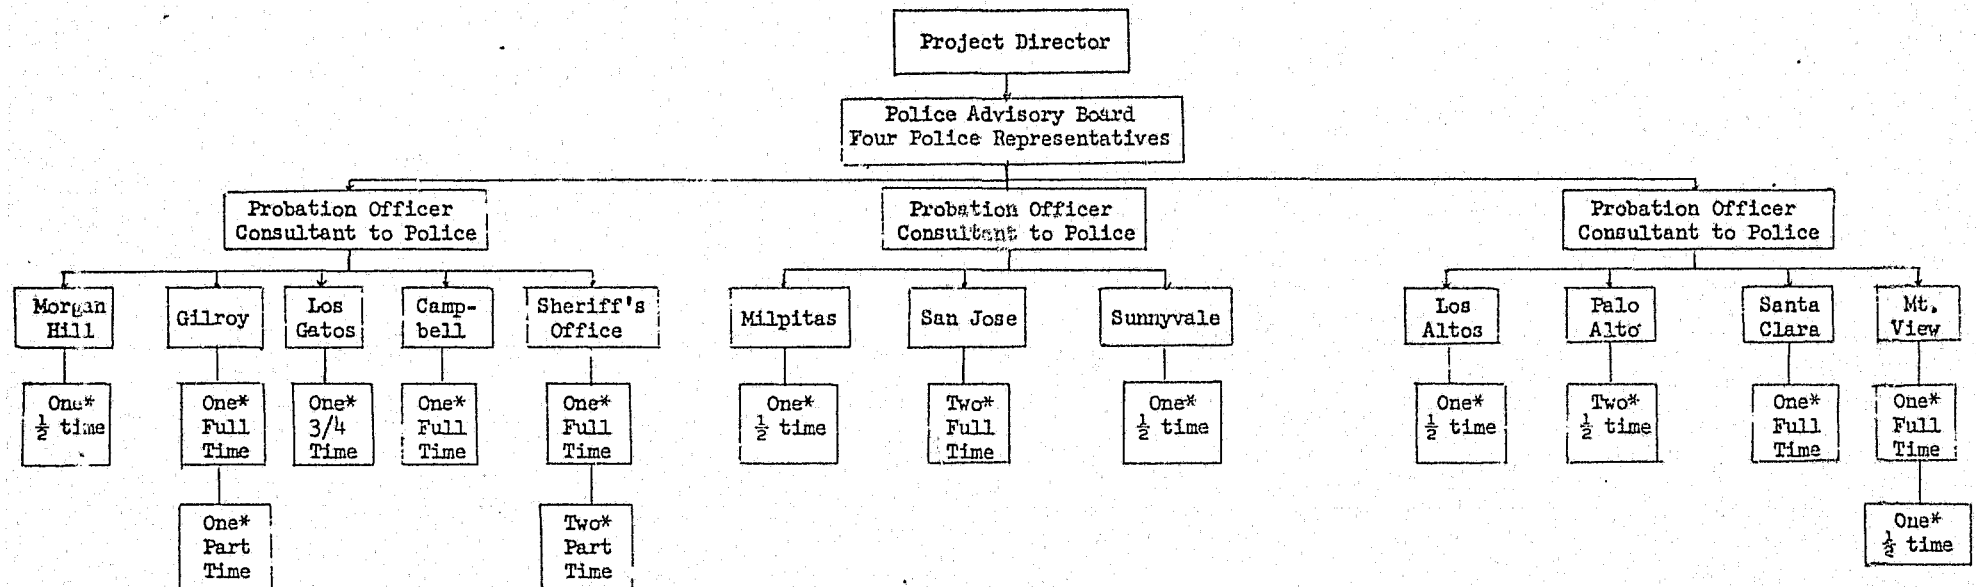 Project Director
Police Advisory Board
Four Police Representatives
Probation Officer
Consultant to Police
Probation Officer
Consultant to Police
Probation Officer
Consultant to Police
Morgan
Hill
Gilroy
Los
Gatos
Camp-
bell
Sheriff's
Office
Milpitas
San Jose
Sunnyvale
Los
Altos
Palo
Alto
Santa
Clara
Mt.
View
One*
½ time
One*
Full
Time
One*
3/4
Time
One*
Full
Time
One*
Full
Time
One*
½ time
Two*
Full
Time
One*
½ time
One*
½ time
Two*
½ time
One*
Full
Time
One*
Full
Time
One*
Part
Time
Two*
Part
Time
One*
½ time